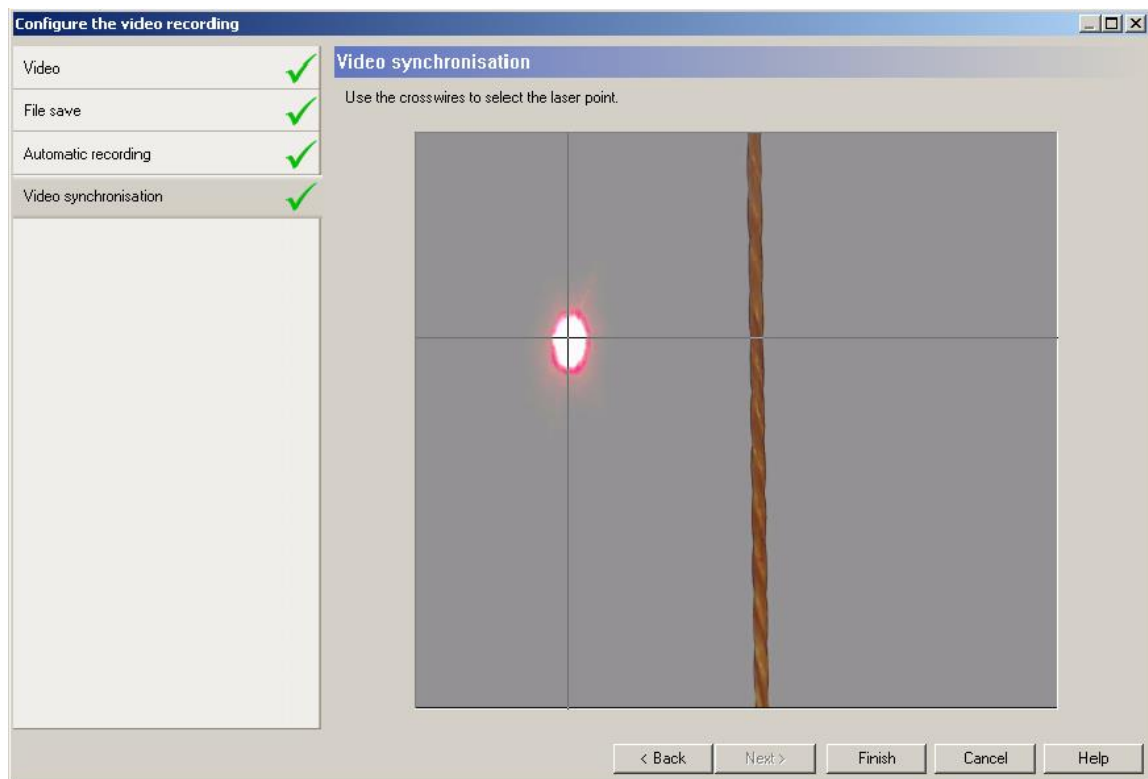 Configure the video recording
Video
File save
Automatic recording
Video synchronisation
Video synchronisation
Use the crosswires to select the laser point.
< Back
Next >
Finish
Cancel
Help